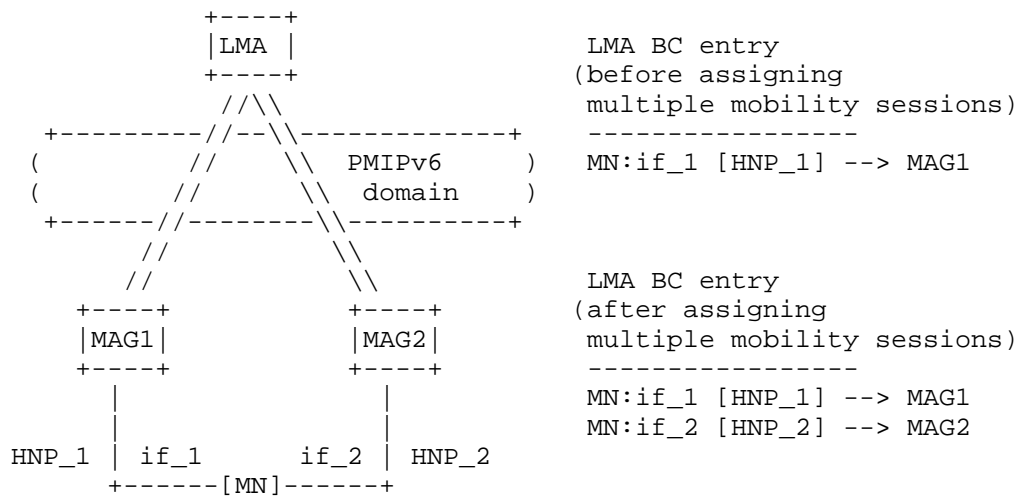 LMA
LMA BC entry
(before assigning
multiple mobility sessions)
-----------------
PMIPv6
MN:if_1 [HNP_1] --> MAG1
domain
LMA BC entry
(after assigning
MAG1
MAG2
multiple mobility sessions)
-----------------
MN:if_1 [HNP_1] --> MAG1
MN:if_2 [HNP_2] --> MAG2
HNP_1 if_1 if_2 HNP_2
[MN]